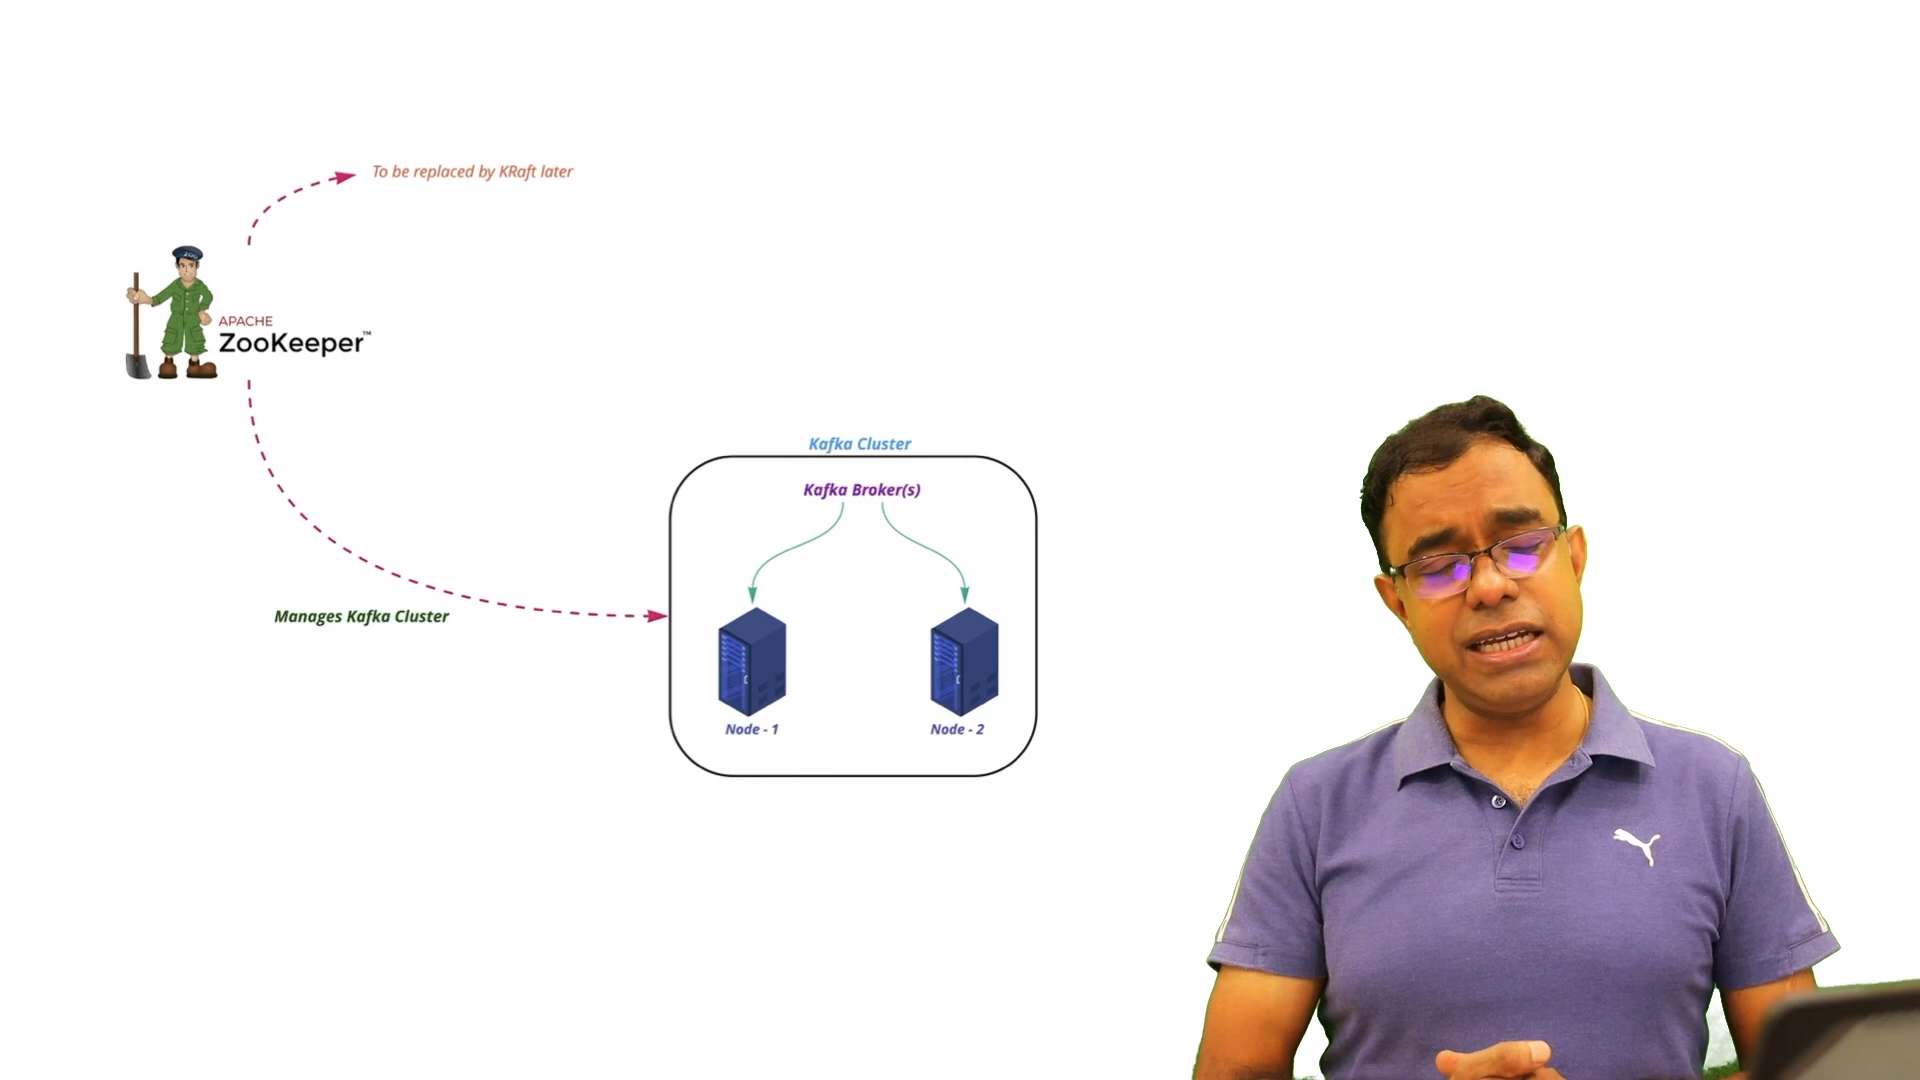 To be replaced by KRaft later
APACHE
ZooKeeper™
Kafka Cluster
Kafka Broker(s)
Manages Kafka Cluster
Node - 1
Node - 2